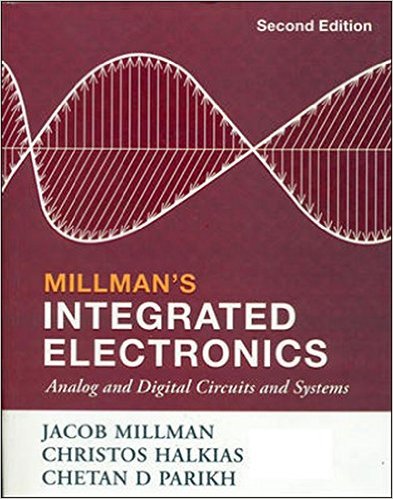 Second Edition
MILLMAN'S
INTEGRATED
ELECTRONICS
Analog and Digital Circuits and Systems
JACOB MILLMAN
CHRISTOS HALKIAS
CHETAN D PARIKH